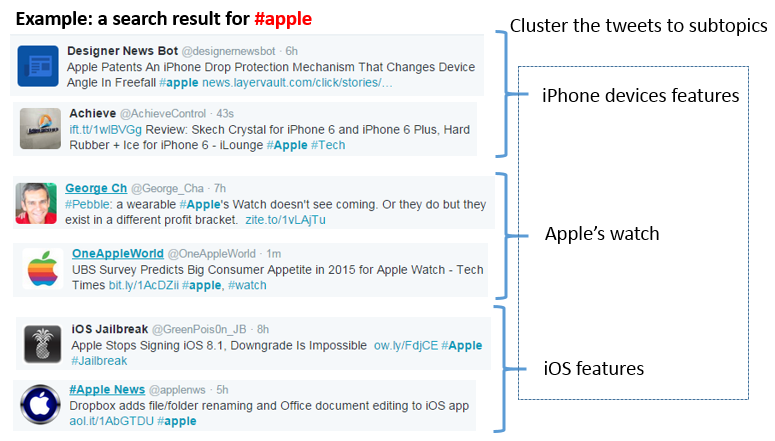 Example: a search result for #apple
Cluster the tweets to subtopics
Designer News Bot @designernewsbot · 6h
Apple Patents An iPhone Drop Protection Mechanism That Changes Device
Angle In Freefall #apple news.layervault.com/click/stories/…
Achieve @AchieveControl · 43s
ift.tt/1wlBVGg Review: Skech Crystal for iPhone 6 and iPhone 6 Plus, Hard
Rubber + Ice for iPhone 6 - iLounge #Apple #Tech
iPhone devices features
George Ch @George_Cha · 7h
#Pebble: a wearable #Apple's Watch doesn't see coming. Or they do but they
exist in a different profit bracket. zite.to/1vLAjTu
OneAppleWorld @OneAppleWorld · 1m
UBS Survey Predicts Big Consumer Appetite in 2015 for Apple Watch - Tech
Times bit.ly/1AcDZii #apple, #watch
Apple's watch
iOS Jailbreak @GreenPois0n_JB · 8h
Apple Stops Signing iOS 8.1, Downgrade Is Impossible ow.ly/FdjCE #Apple
#Jailbreak
#Apple News @applenws · 5h
Dropbox adds file/folder renaming and Office document editing to iOS app
aol.it/1AbGTDU #apple
iOS features